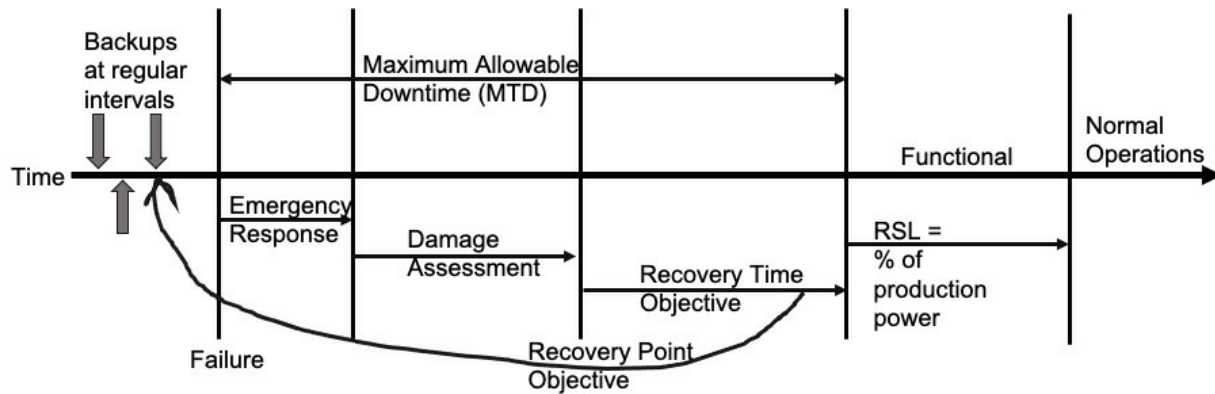 Backups
at regular
intervals
Maximum Allowable
Downtime (MTD)
Normal
Operations
Functional
Time
Emergency
Response
Damage
Assessment
Recovery Time
Objective
RSL =
% of
production
power
Failure
Recovery Point
Objective